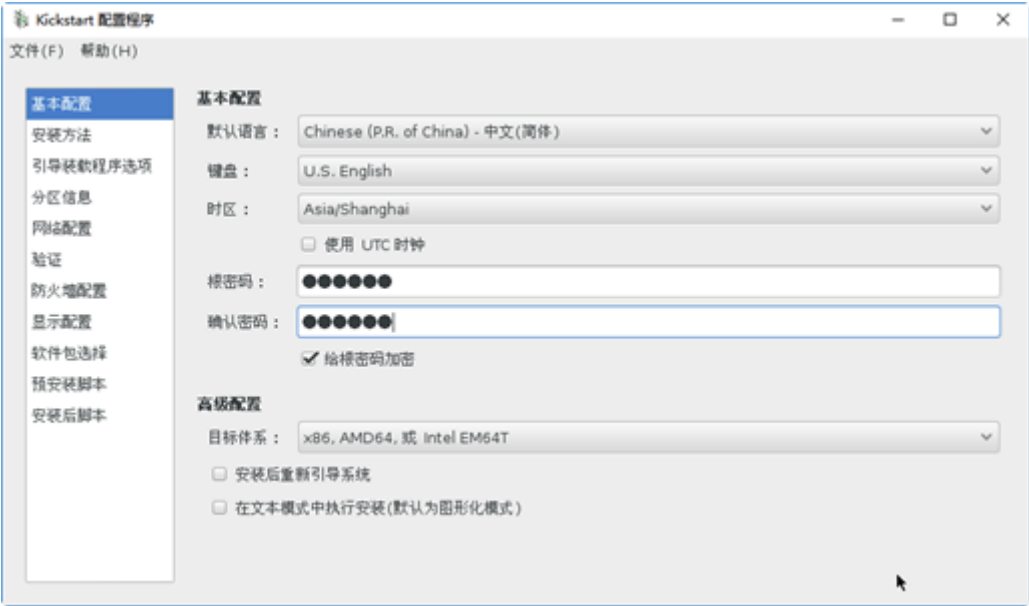 Kickstart 配置程序
文件(F) 帮助(H)
基本配置
安装方法
引导装载程序选项
分区信息
网络配置
验证
防火墙配置
显示配置
软件包选择
预安装脚本
安装后脚本
基本配置
默认语言： Chinese (P.R. of China) - 中文(简体)
键盘： U.S. English
时区： Asia/Shanghai
使用 UTC 时钟
根密码： ●●●●●●
确认密码： ●●●●●●
给根密码加密
高级配置
目标体系： x86, AMD64, 或 Intel EM64T
安装后重新引导系统
在文本模式中执行安装(默认为图形化模式)